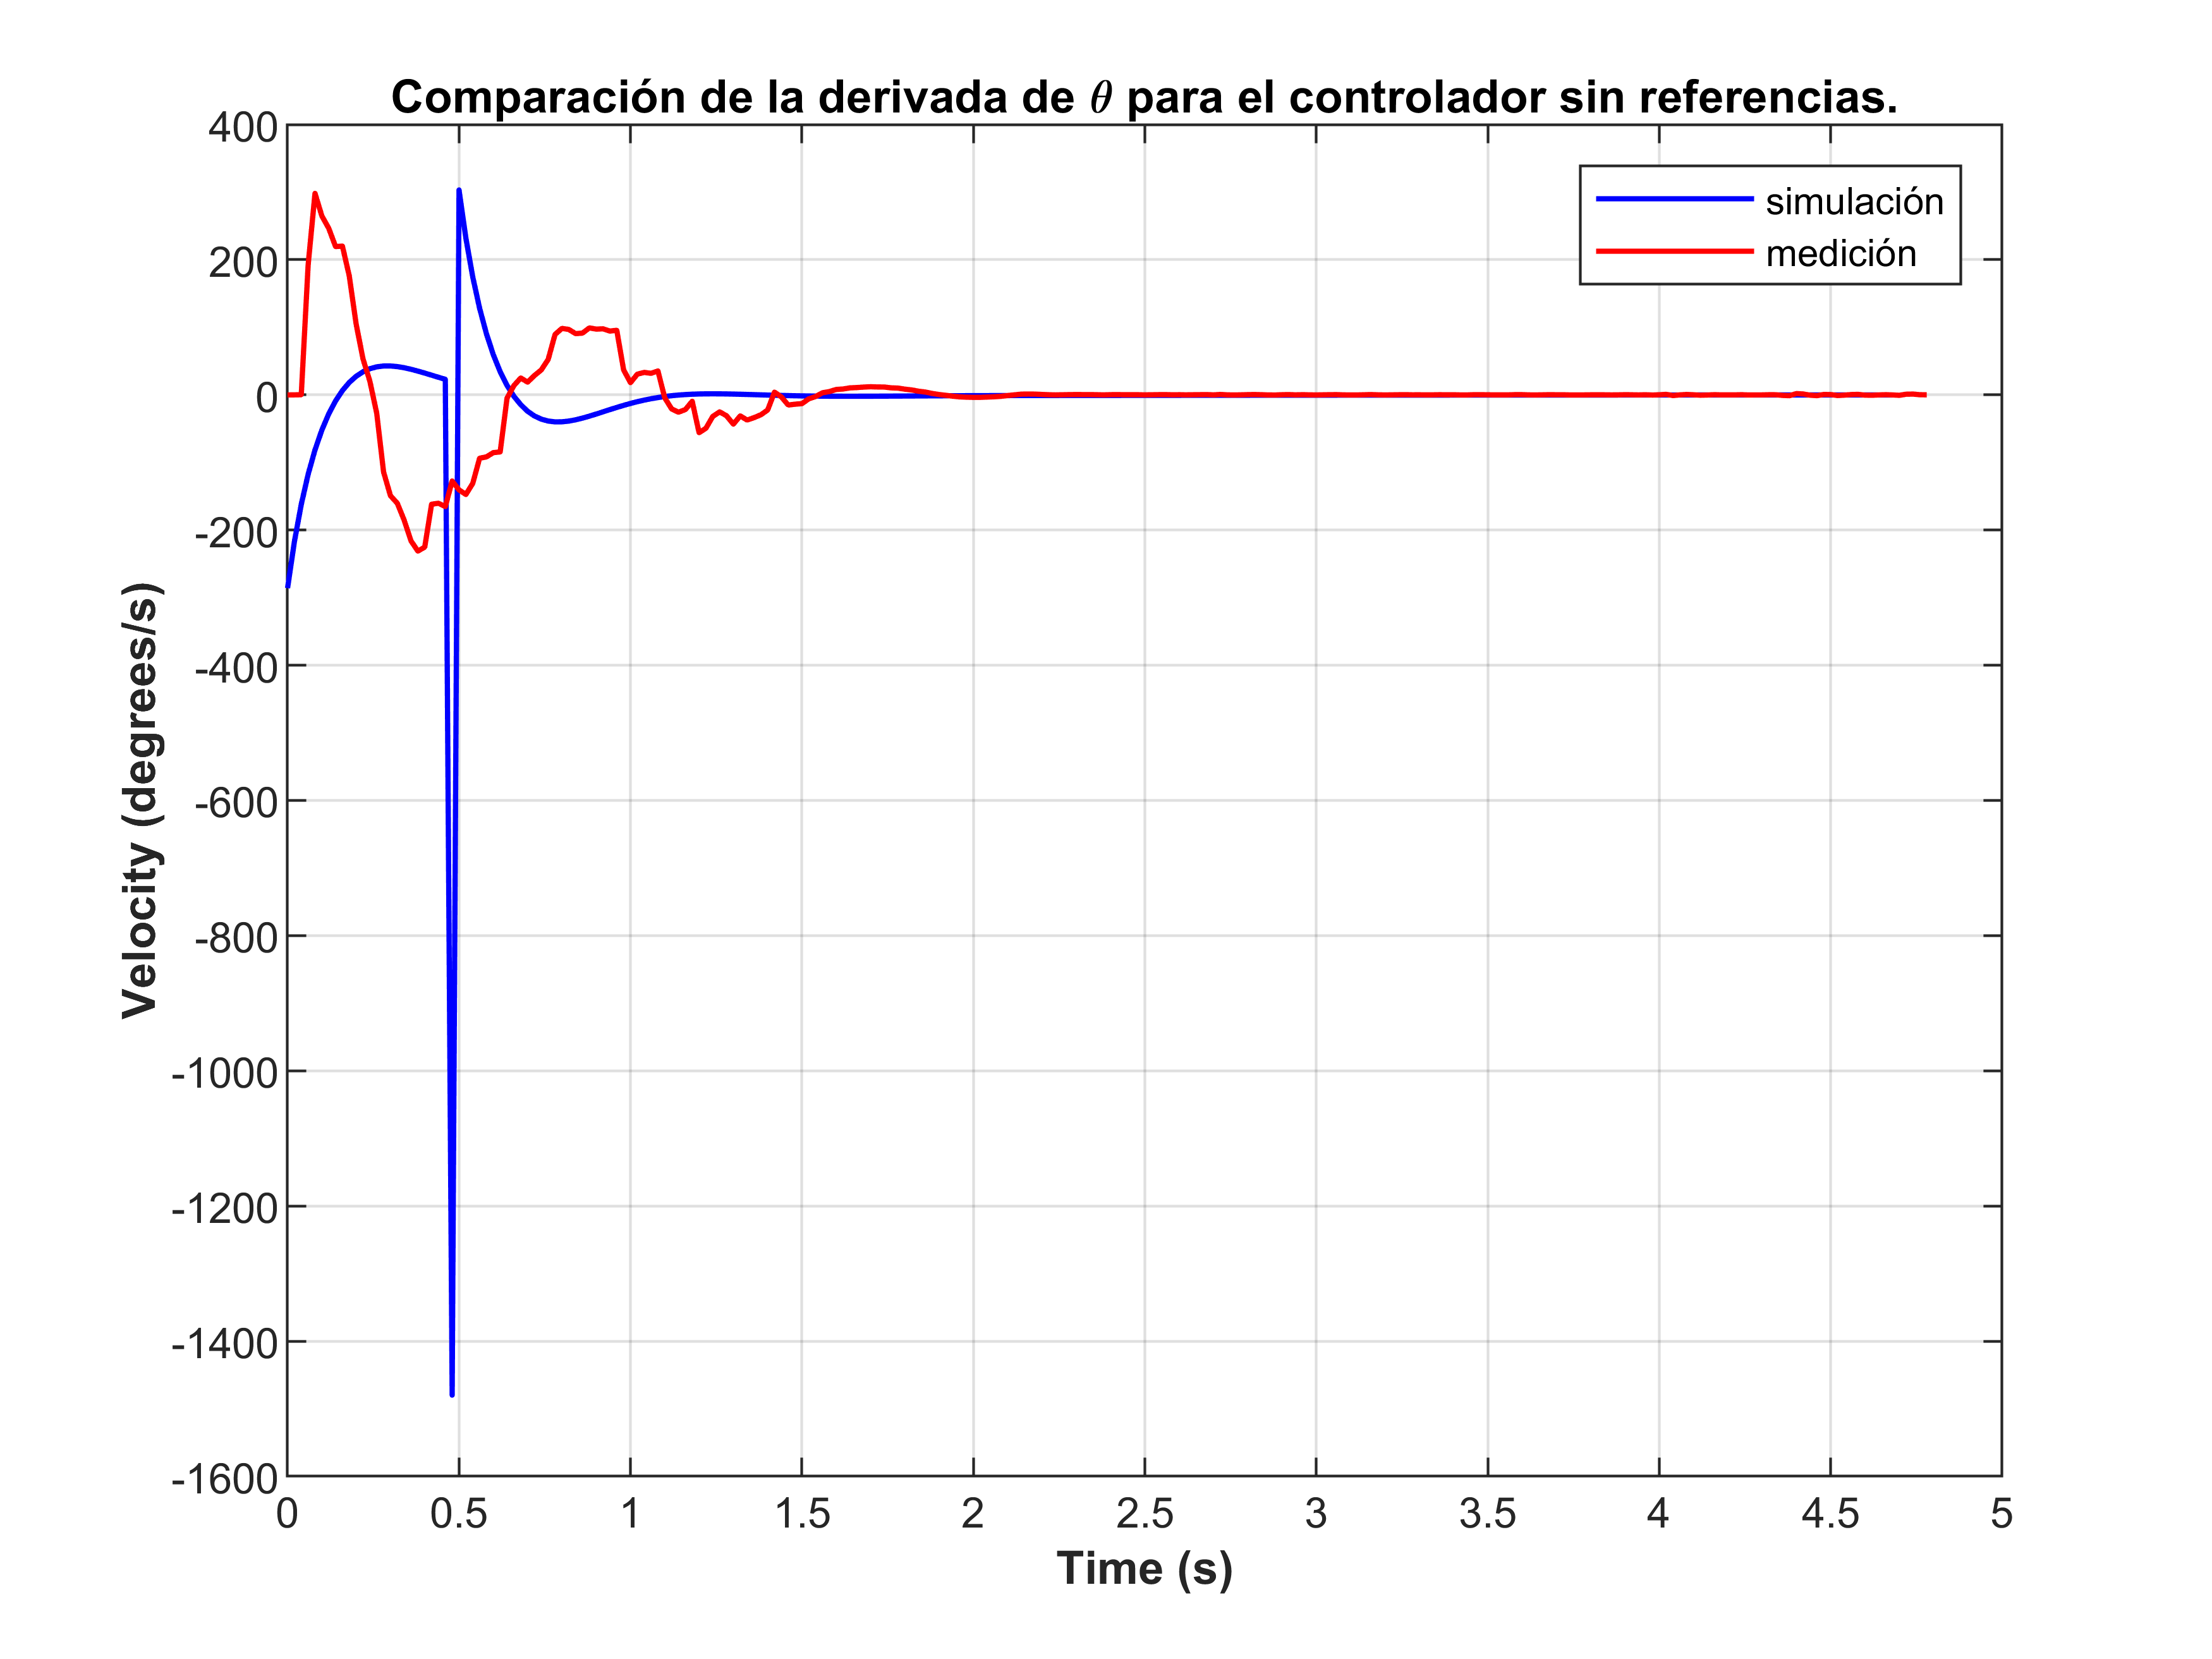 Comparación de la derivada de θ para el controlador sin referencias.
simulación
medición
400
200
0
-200
-400
-600
-800
-1000
-1200
-1400
-1600
Velocity (degrees/s)
0 0.5 1 1.5 2 2.5 3 3.5 4 4.5 5
Time (s)